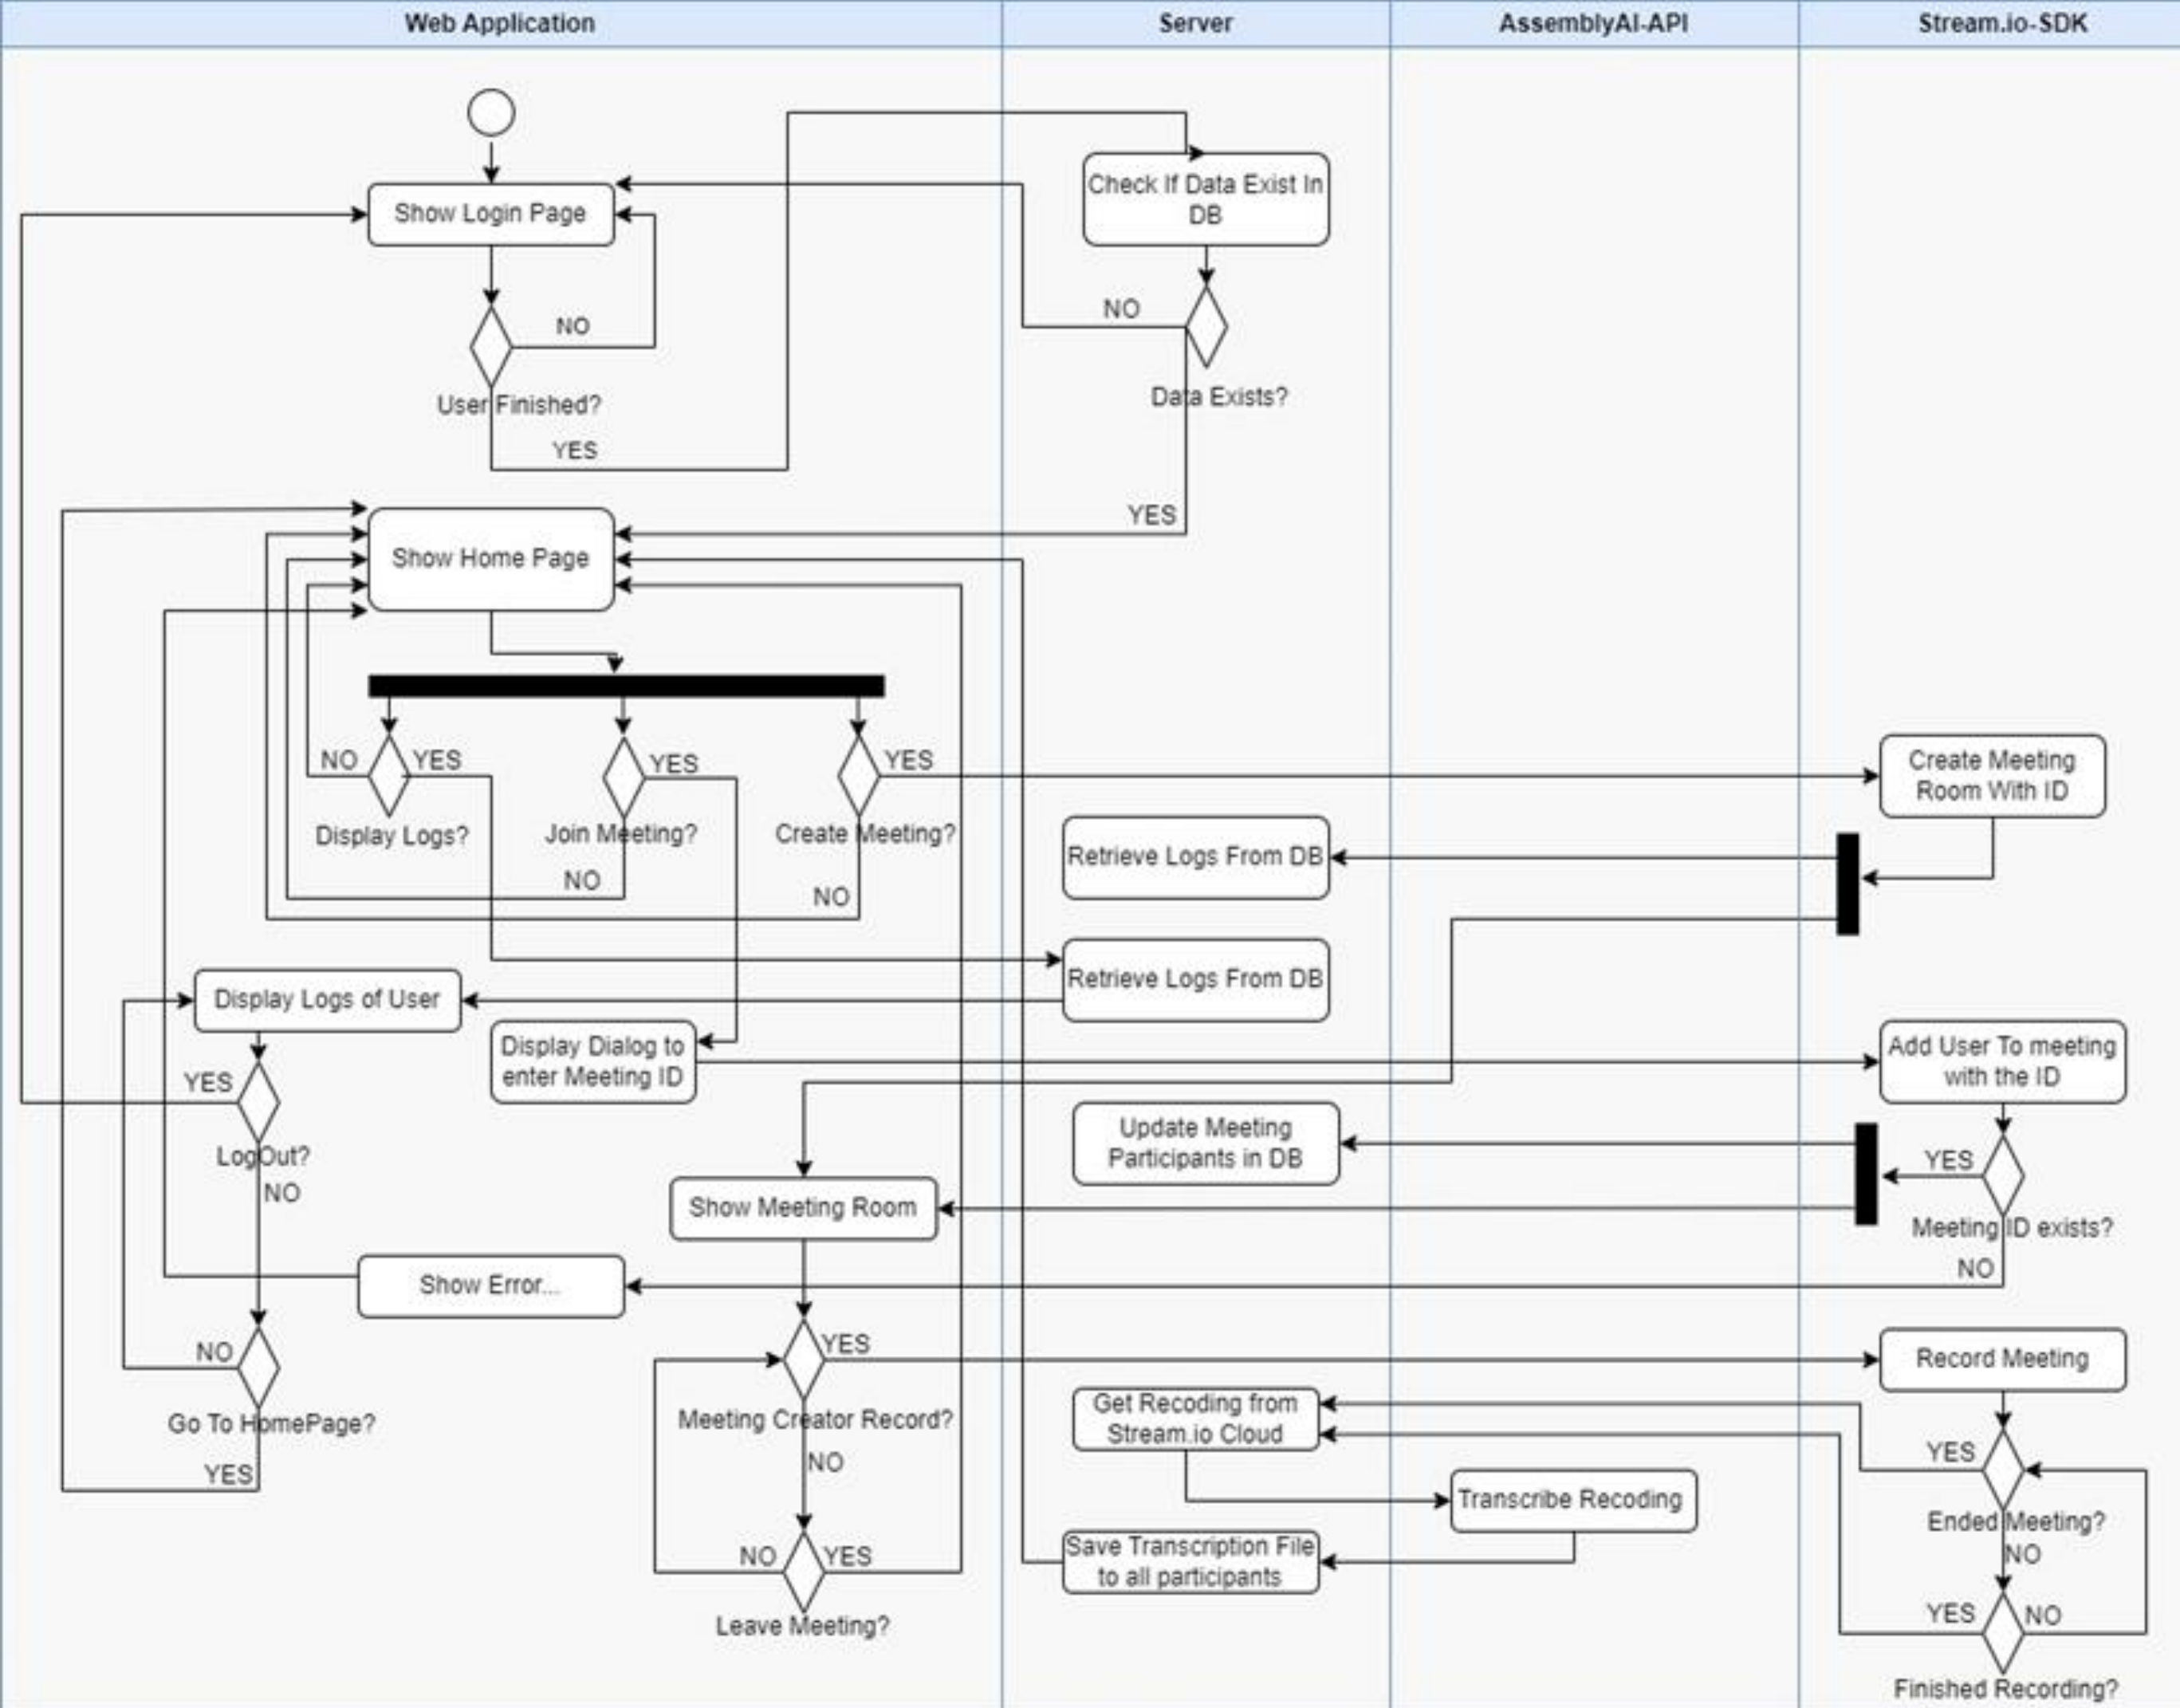 Web Application
Server
AssemblyAI-API
Stream.io-SDK
Show Login Page
Check If Data Exist In
DB
NO
User Finished?
YES
NO
Data Exists?
YES
Show Home Page
NO
YES
Display Logs?
YES
Join Meeting?
NO
YES
Create Meeting?
NO
Create Meeting
Room With ID
Retrieve Logs From DB
Retrieve Logs From DB
Display Logs of User
Display Dialog to
enter Meeting ID
Add User To meeting
with the ID
YES
LogOut?
NO
Update Meeting
Participants in DB
YES
Meeting ID exists?
NO
Show Meeting Room
Show Error...
NO
Go To HomePage?
YES
YES
Meeting Creator Record?
NO
Record Meeting
Get Recoding from
Stream.io Cloud
YES
Ended Meeting?
NO
Transcribe Recoding
Save Transcription File
to all participants
NO
YES
Leave Meeting?
YES
NO
Finished Recording?